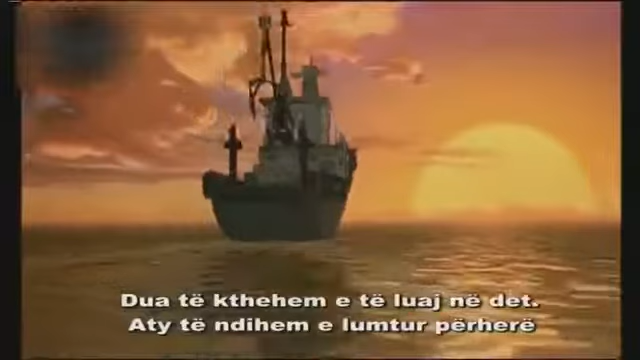 Dua të kthehem e të luaj në det.
Aty të ndihem e lumtur përherë